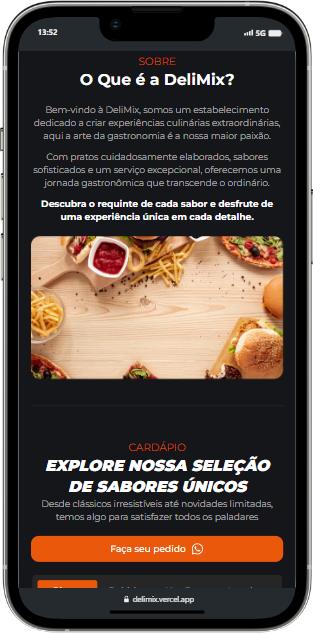 13:52
5G
SOBRE
O Que é a DeliMix?
Bem-vindo à DeliMix, somos um estabelecimento
dedicado a criar experiências culinárias extraordinárias,
aqui a arte da gastronomia é a nossa maior paixão.
Com pratos cuidadosamente elaborados, sabores
sofisticados e um serviço excepcional, oferecemos uma
jornada gastronômica que transcende o ordinário.
Descubra o requinte de cada sabor e desfrute de
uma experiência única em cada detalhe.
CARDÁPIO
EXPLORE NOSSA SELEÇÃO
DE SABORES ÚNICOS
Desde clássicos irresistíveis até novidades limitadas,
temos algo para satisfazer todos os paladares
Faça seu pedido
delimix.vercel.app